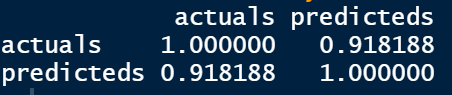 actuals predicteds
actuals 1.000000 0.918188
predicteds 0.918188 1.000000